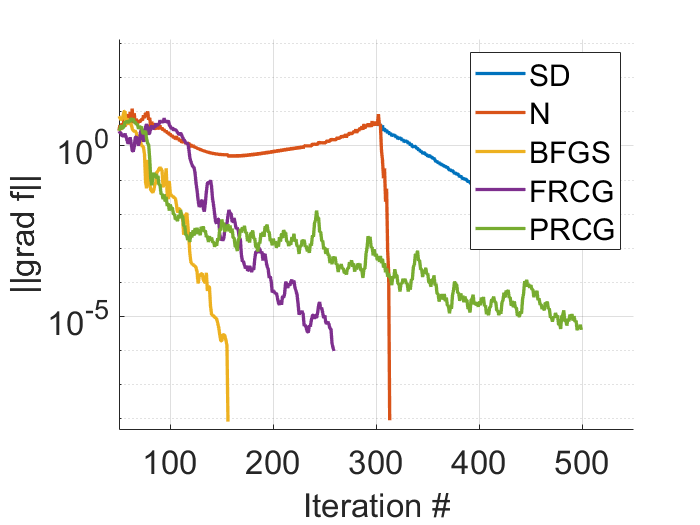 SD
N
BFGS
FRCG
PRCG
||grad f||
10^0
10^-5
100
200
300
400
500
Iteration #